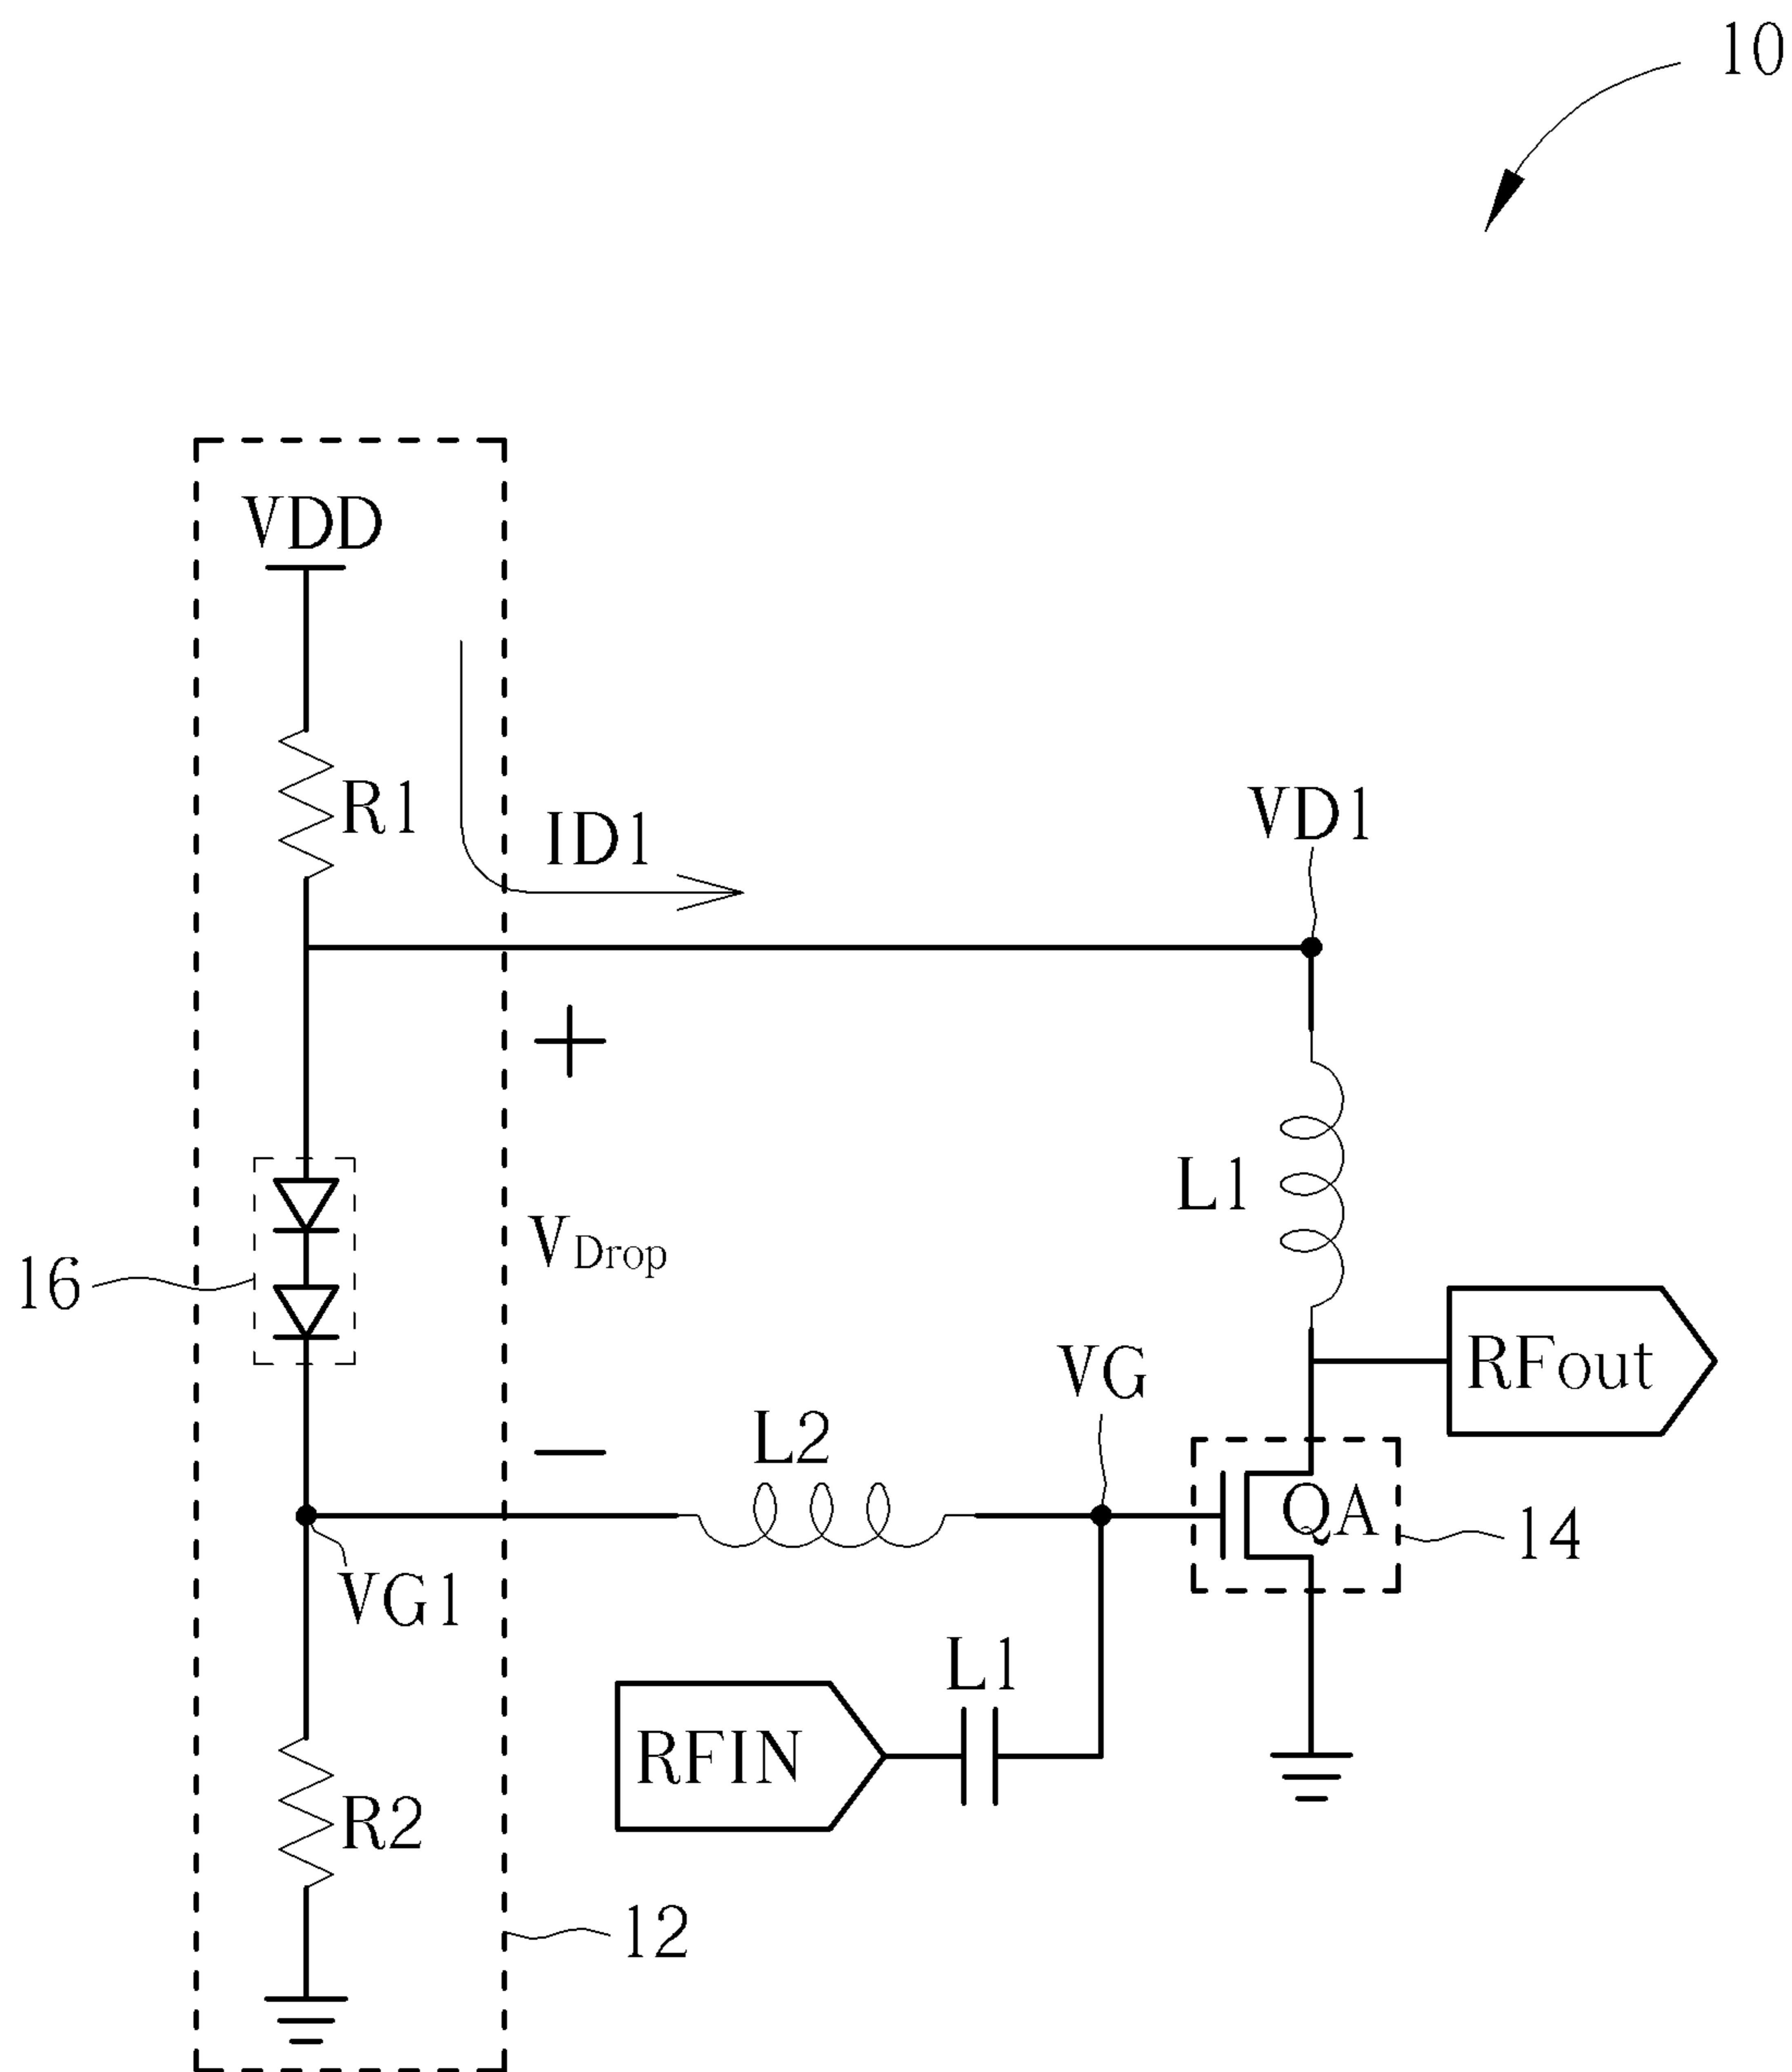 10
VDD
R1
ID1
VD1
L1
16
VDrop
VG
RFout
L2
QA
14
VG1
L1
RFIN
R2
12